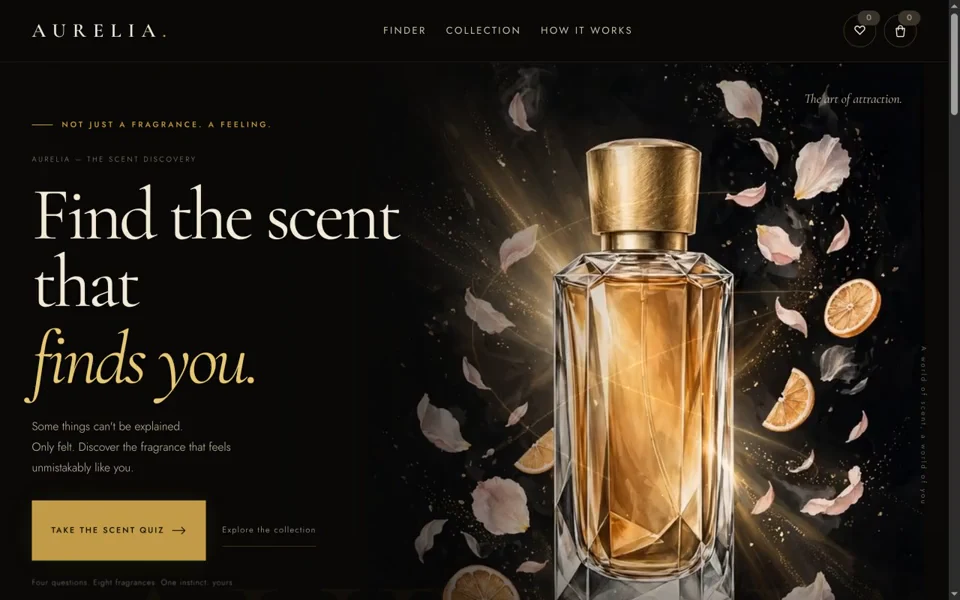 AURELIA.
FINDER
COLLECTION
HOW IT WORKS
0
0
The art of attraction.
NOT JUST A FRAGRANCE. A FEELING.
AURELIA — THE SCENT DISCOVERY
Find the scent
that
finds you.
Some things can't be explained.
Only felt. Discover the fragrance that feels
unmistakably like you.
TAKE THE SCENT QUIZ →
Explore the collection
Four questions. Eight fragrances. One instinct: yours.
A world of scent, a world of you